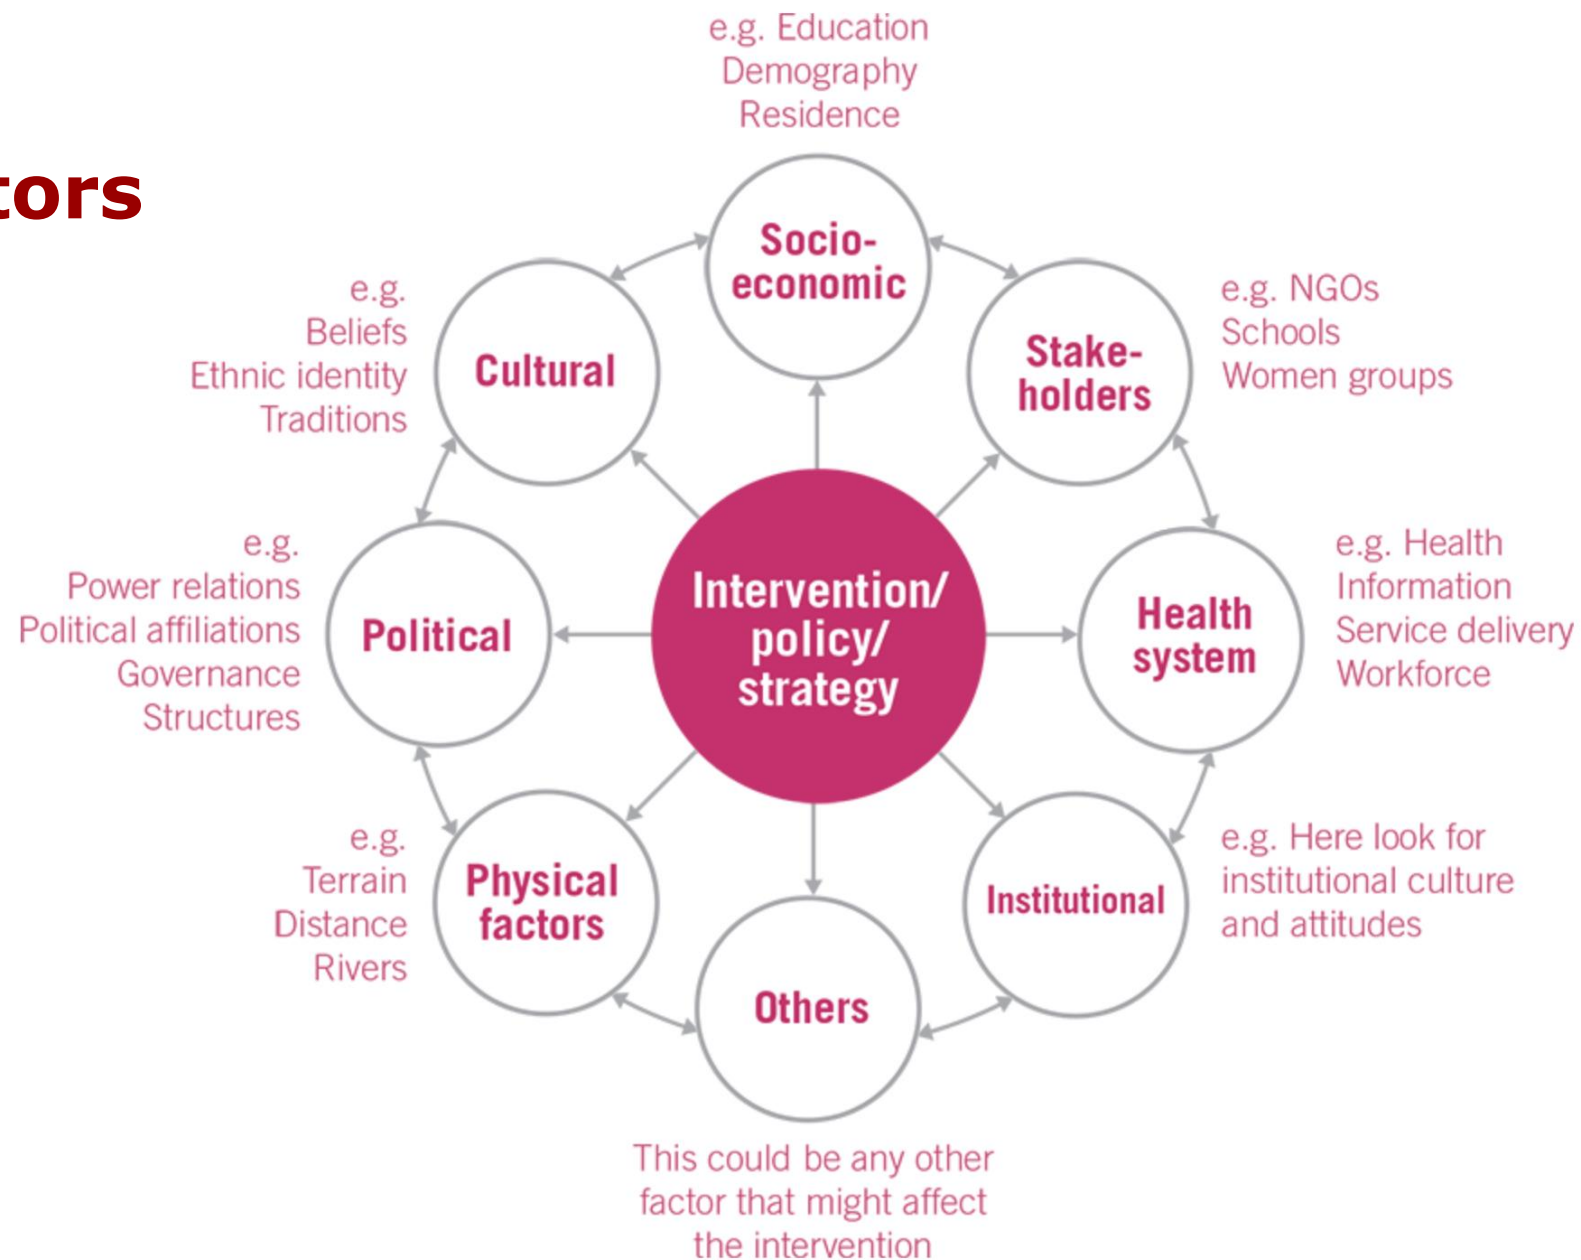 tors
e.g. Education
Demography
Residence
Socio-
economic
e.g.
Beliefs
Ethnic identity
Traditions
Cultural
Stake-
holders
e.g. NGOs
Schools
Women groups
e.g.
Power relations
Political affiliations
Governance
Structures
Political
Intervention/
policy/
strategy
Health
system
e.g. Health
Information
Service delivery
Workforce
e.g.
Terrain
Distance
Rivers
Physical
factors
Others
Institutional
e.g. Here look for
institutional culture
and attitudes
This could be any other
factor that might affect
the intervention